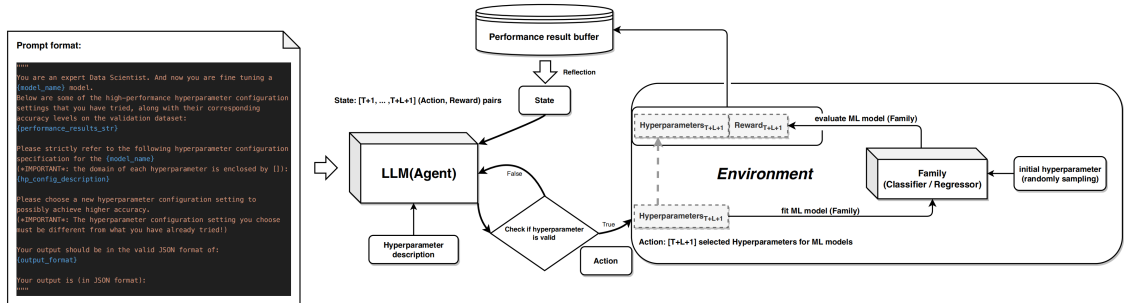 Prompt format:
"""
You are an expert Data Scientist. And now you are fine tuning a
{model_name} model.
Below are some of the high-performance hyperparameter configuration
settings that you have tried, along with their corresponding
accuracy levels on the validation dataset:
{performance_results_str}
Please strictly refer to the following hyperparameter configuration
specification for the {model_name}
(*IMPORTANT*: the domain of each hyperparameter is enclosed by []):
{hp_config_description}
Please choose a new hyperparameter configuration setting to
possibly achieve higher accuracy.
(*IMPORTANT*: The hyperparameter configuration setting you choose
must be different from what you have already tried!)
Your output should be in the valid JSON format of:
{output_format}
Your output is (in JSON format):
"""
Performance result buffer
Reflection
State: [T+1, ... ,T+L+1] (Action, Reward) pairs
State
LLM(Agent)
False
Check if hyperparameter
is valid
True
Hyperparameter
description
Action
Hyperparameters T+L+1
Reward T+L+1
evaluate ML model (Family)
Environment
Family
(Classifier / Regressor)
initial hyperparameter
(randomly sampling)
Hyperparameters T+L+1
fit ML model (Family)
Action: [T+L+1] selected Hyperparameters for ML models